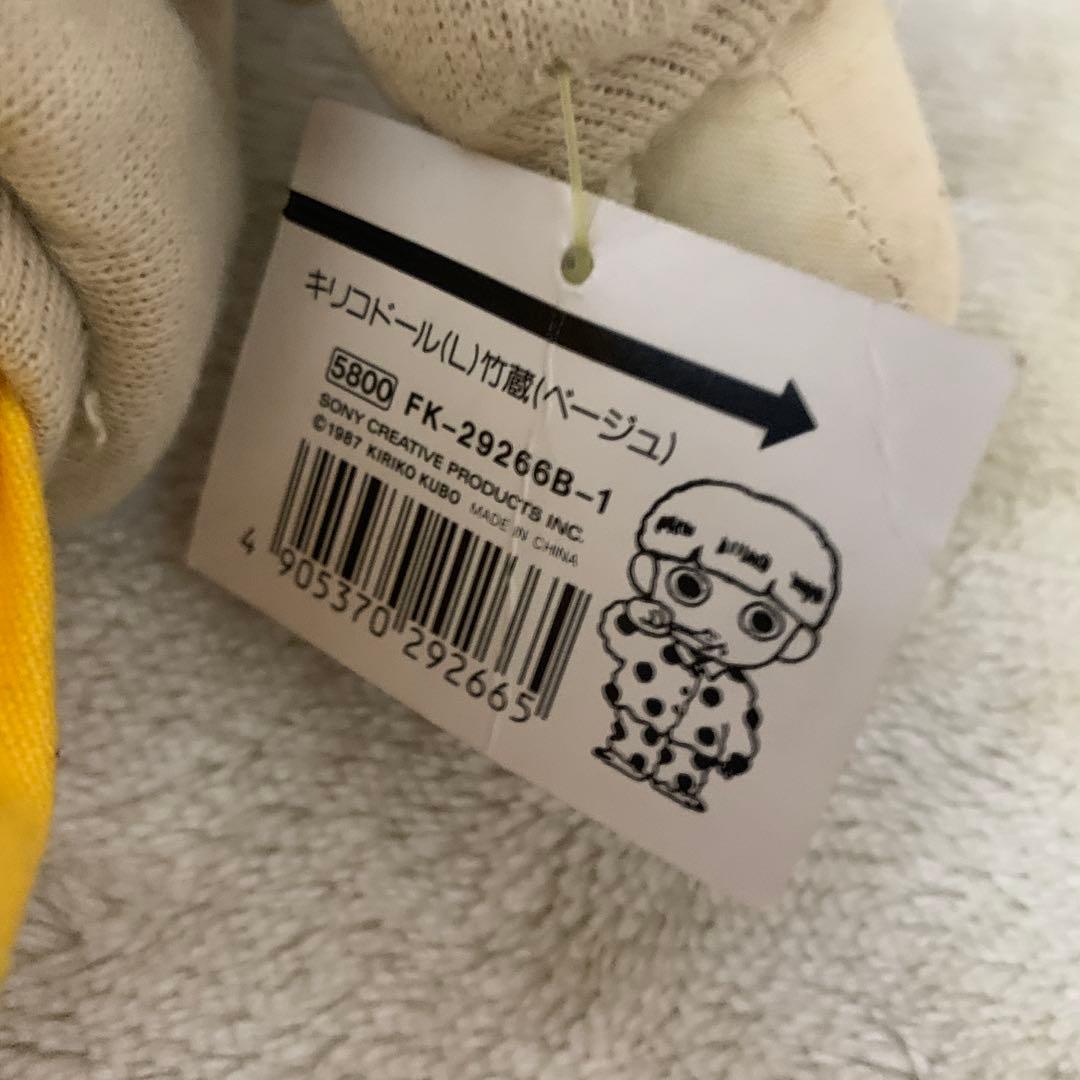 キリコドール(L)竹蔵(ベージュ)
5800 FK-29266B-1
SONY CREATIVE PRODUCTS INC.
©1987 KIRIKO KUBO MADE IN CHINA
4 905370 292665